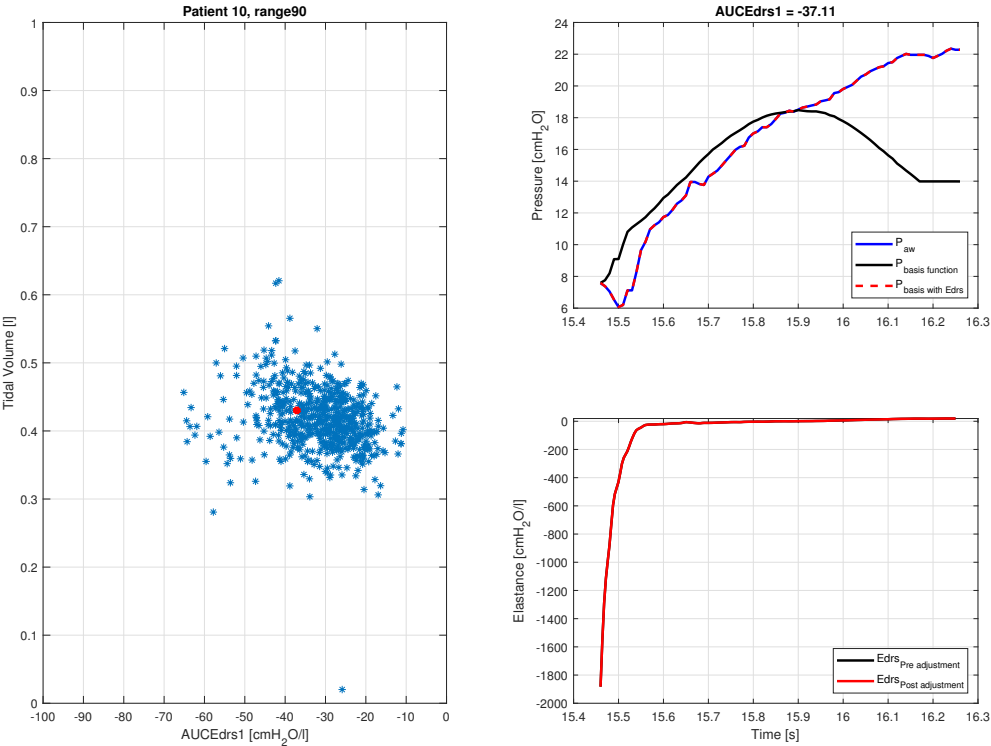 Patient 10, range90
Tidal Volume [l]
1
0.9
0.8
0.7
0.6
0.5
0.4
0.3
0.2
0.1
0
-100 -90 -80 -70 -60 -50 -40 -30 -20 -10 0
AUCEdrs1 [cmH2O/l]
AUCEdrs1 = -37.11
Pressure [cmH2O]
24
22
20
18
16
14
12
10
8
6
15.4 15.5 15.6 15.7 15.8 15.9 16 16.1 16.2 16.3
Paw
Pbasis function
Pbasis with Edrs
Elastance [cmH2O/l]
0
-200
-400
-600
-800
-1000
-1200
-1400
-1600
-1800
-2000
15.4 15.5 15.6 15.7 15.8 15.9 16 16.1 16.2 16.3
Time [s]
EdrsPre adjustment
EdrsPost adjustment